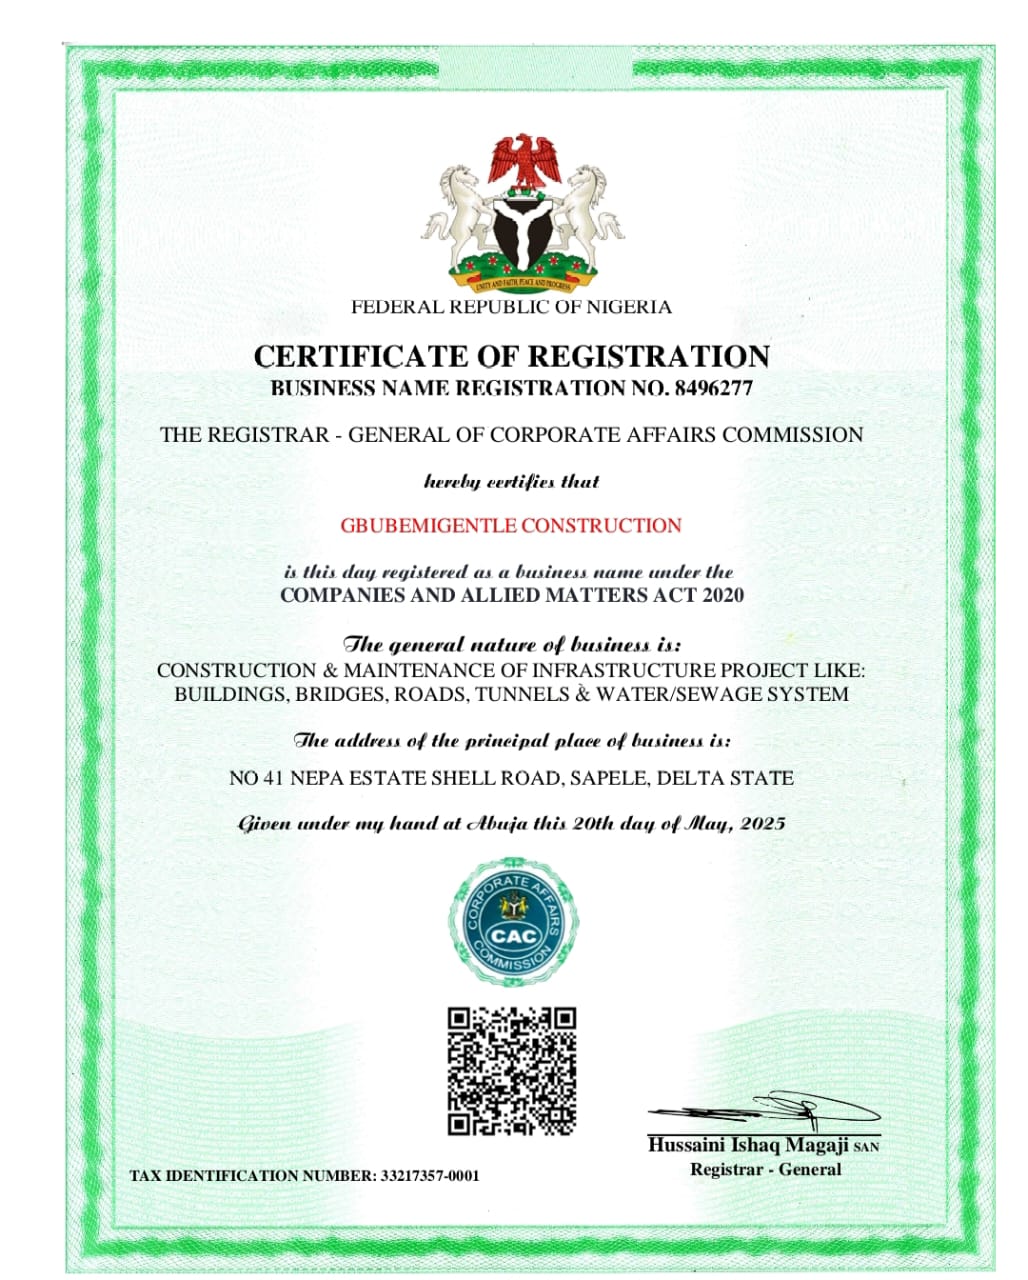 UNITY AND FAITH, PEACE AND PROGRESS
FEDERAL REPUBLIC OF NIGERIA
CERTIFICATE OF REGISTRATION
BUSINESS NAME REGISTRATION NO. 8496277
THE REGISTRAR - GENERAL OF CORPORATE AFFAIRS COMMISSION
hereby certifies that
GBUBEMIGENTLE CONSTRUCTION
is this day registered as a business name under the
COMPANIES AND ALLIED MATTERS ACT 2020
The general nature of business is:
CONSTRUCTION & MAINTENANCE OF INFRASTRUCTURE PROJECT LIKE:
BUILDINGS, BRIDGES, ROADS, TUNNELS & WATER/SEWAGE SYSTEM
The address of the principal place of business is:
NO 41 NEPA ESTATE SHELL ROAD, SAPELE, DELTA STATE
Given under my hand at Abuja this 20th day of May, 2025
CORPORATE AFFAIRS
CAC
COMMISSION
Hussaini Ishaq Magaji SAN
Registrar - General
TAX IDENTIFICATION NUMBER: 33217357-0001